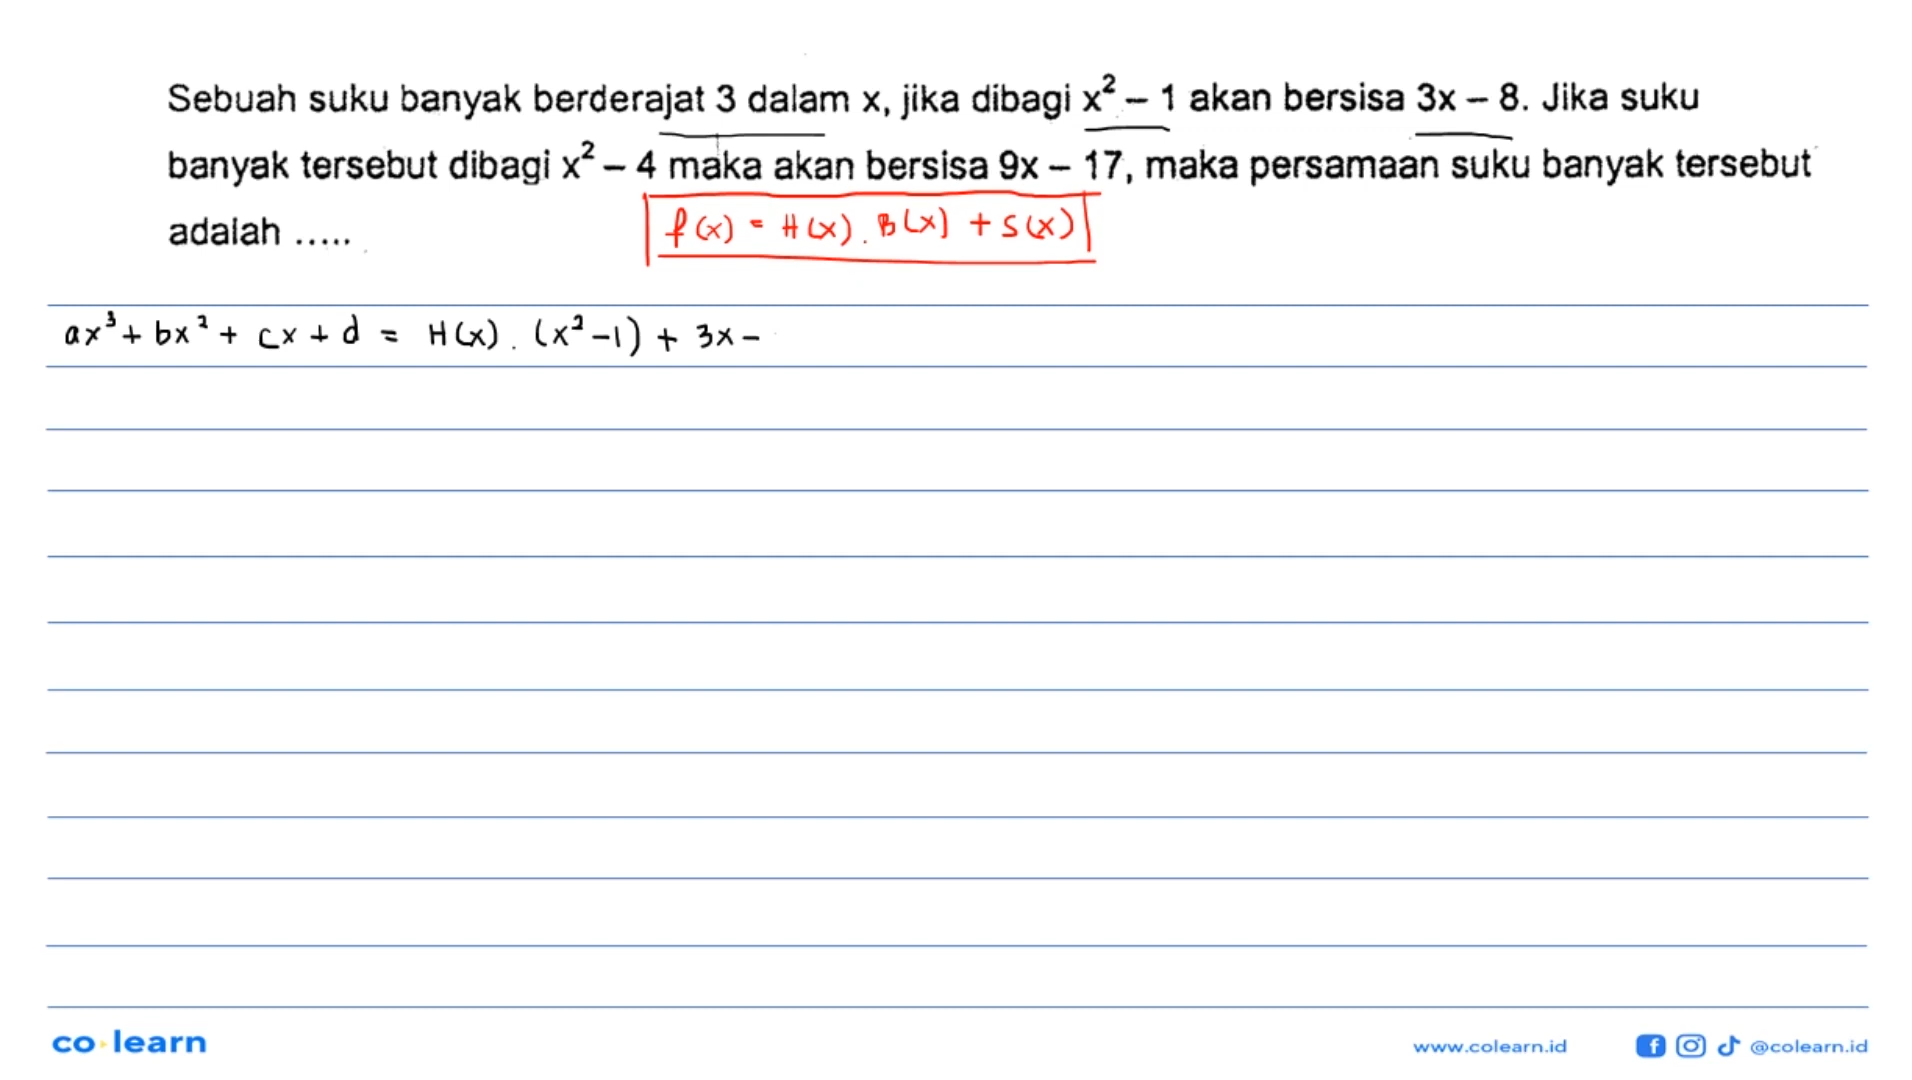 Sebuah suku banyak berderajat 3 dalam x, jika dibagi x² – 1 akan bersisa 3x – 8. Jika suku
banyak tersebut dibagi x² – 4 maka akan bersisa 9x – 17, maka persamaan suku banyak tersebut
adalah .....
f(x) = H(x) . B(x) + S(x)
ax³ + bx² + cx + d = H(x) . (x² – 1) + 3x –
co learn
www.colearn.id
@colearn.id